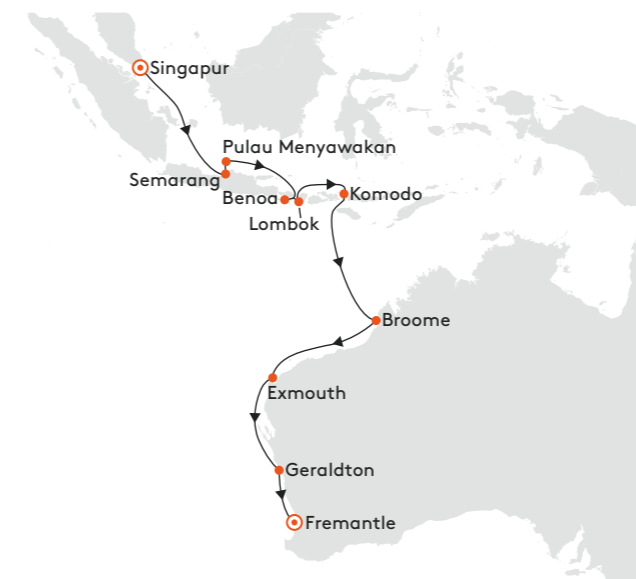 Singapur
Pulau Menyawakan
Semarang
Benoa
Komodo
Lombok
Broome
Exmouth
Geraldton
Fremantle